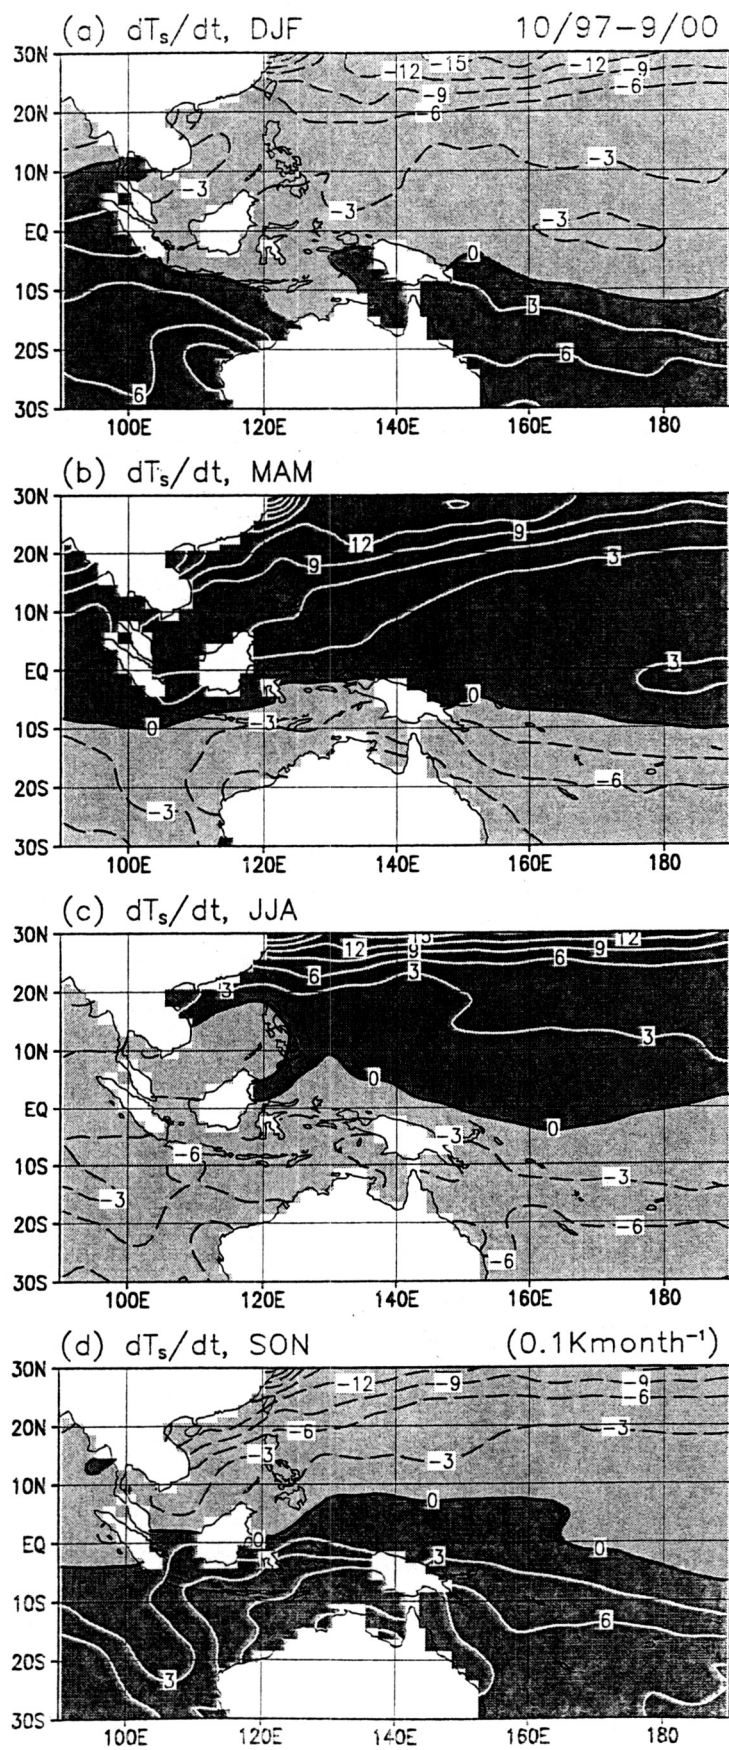 (a) dTs/dt, DJF 10/97-9/00
30N
-15
-12 -12
-9 -9
-6
-6
20N
10N
-3 -3
-3
-3
EQ
0
10S
3
20S
6
6
30S
100E 120E 140E 160E 180
(b) dTs/dt, MAM
30N
12 9
20N
9 3
10N
EQ
3
0
0 -3
10S
20S
-6
-3
30S
100E 120E 140E 160E 180
(c) dTs/dt, JJA
30N
15 12
12 9 6 9
6 3
20N
3
3
10N
0
EQ
0
-3
-6
10S
-3
-3
20S
-6
-6
30S
100E 120E 140E 160E 180
(d) dTs/dt, SON (0.1Kmonth⁻¹)
30N
-12 -9 -9
-6
20N
-6
-3
-3
-3
10N
0
EQ
0 0
3
10S
6
20S
3
30S
100E 120E 140E 160E 180